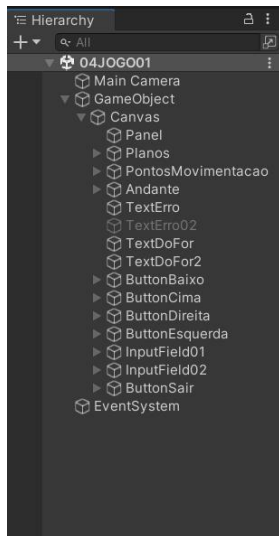 Hierarchy
All
04JOGO01
Main Camera
GameObject
Canvas
Panel
Planos
PontosMovimentacao
Andante
TextErro
TextErro02
TextDoFor
TextDoFor2
ButtonBaixo
ButtonCima
ButtonDireita
ButtonEsquerda
InputField01
InputField02
ButtonSair
EventSystem